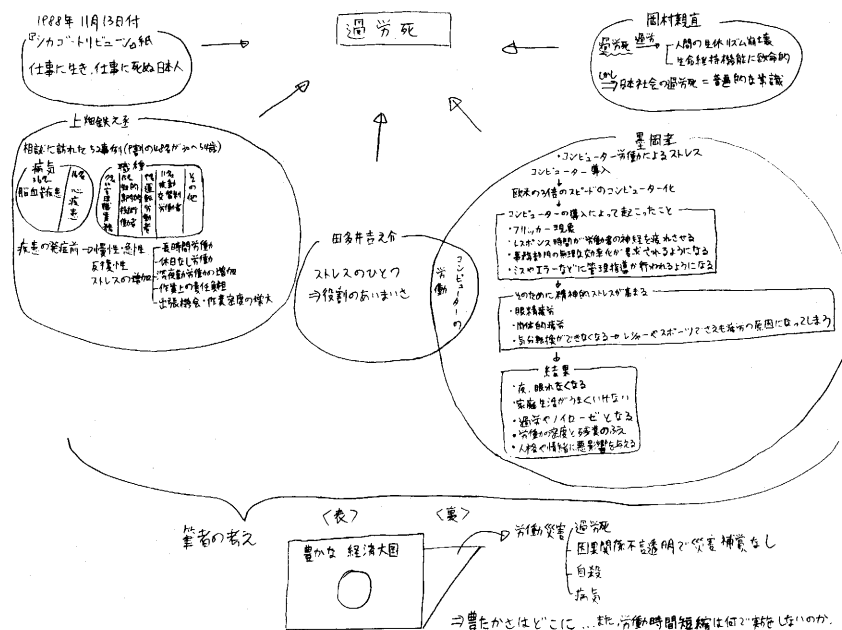 1988年 11月13日付
『シカゴ・トリビューン』紙
仕事に生き、仕事に死ぬ日本人
過労死
岡村親宜
過労死 過労
人間の生体リズム崩壊
生命維持機能に致命的
しかし
⇒日本社会の過労死=普遍的な常識
上畑鉄之丞
相談に訪れた52事例
病気
脳血管疾患
心疾患
職種
その他
疾患の発症前→慢性・急性
反復性
ストレスの増加
長時間労働
休日なし労働
深夜勤労働の増加
作業上の責任負担
出張機会・作業密度の増大
田多井吉之介
ストレスのひとつ
⇒役割のあいまいさ
コンピューターの
労働
・コンピューター労働によるストレス
コンピューター導入
欧米の3倍のスピードのコンピューター化
コンピューターの導入によって起こったこと
・フリッカー現象
・レスポンス時間が労働者の神経を疲れさせる
・事務部門の無理な効率化が要求されるようになる
・ミスやエラーなどに管理指導が行われるようになる
そのために精神的ストレスが高まる
・眼精疲労
・肉体的疲労
・気分転換ができなくなる→レジャーやスポーツでさえも疲労の原因になってしまう
結果
・夜、眠れなくなる
・家庭生活がうまくいかない
・過労やノイローゼとなる
・労働の密度と残業のふえ
・人格や情緒に悪影響を与える
筆者の考え
〈表〉
〈裏〉
豊かな 経済大国
労働災害
過労死
因果関係不透明で災害補償なし
自殺
病気
⇒豊たかさはどこに…また、労働時間短縮は何で実施しないのか.